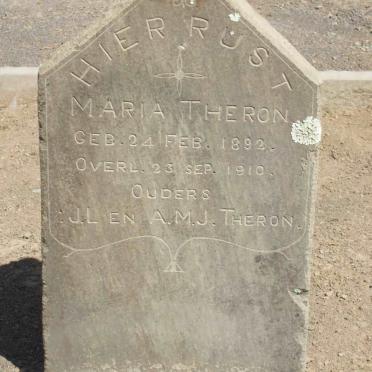 HIER RUST
MARIA THERON
GEB. 24 FEB. 1892.
OVERL. 23 SEP. 1910.
OUDERS
J.L EN A.M.J. THERON.